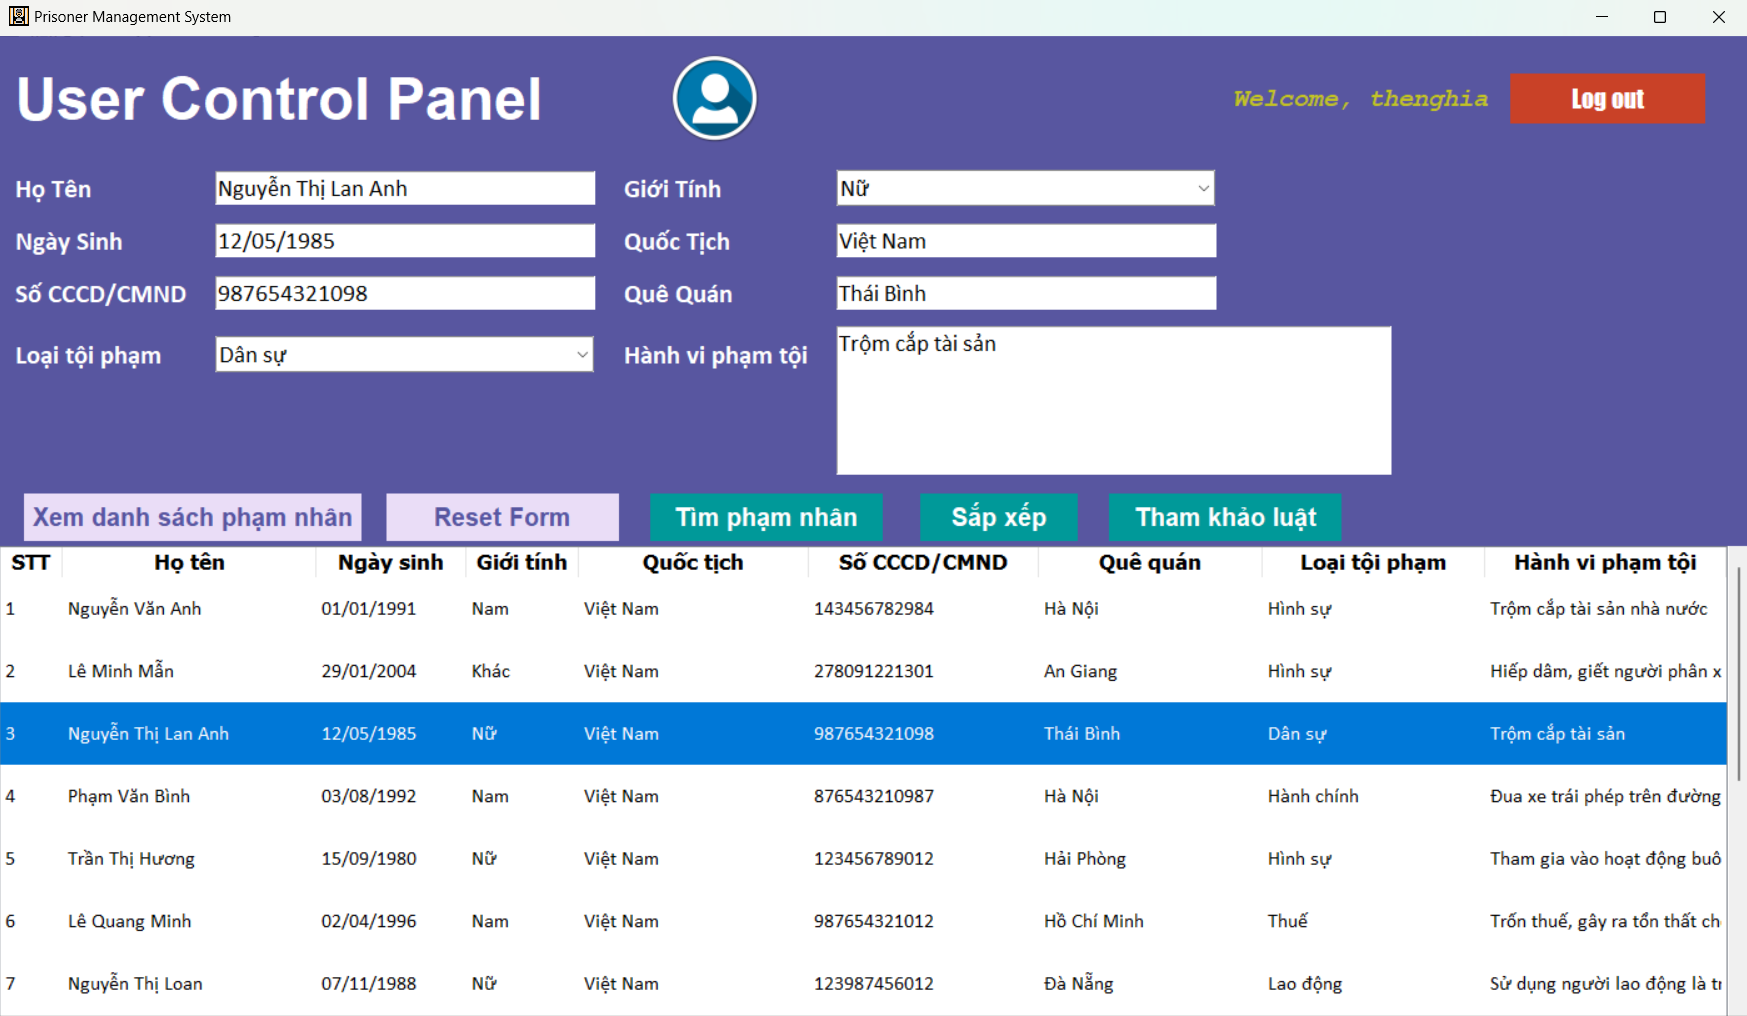 Prisoner Management System
User Control Panel
Welcome, thenghia
Log out
Họ Tên Nguyễn Thị Lan Anh Giới Tính Nữ
Ngày Sinh 12/05/1985 Quốc Tịch Việt Nam
Số CCCD/CMND 987654321098 Quê Quán Thái Bình
Loại tội phạm Dân sự Hành vi phạm tội Trộm cắp tài sản
Xem danh sách phạm nhân Reset Form Tìm phạm nhân Sắp xếp Tham khảo luật
STT Họ tên Ngày sinh Giới tính Quốc tịch Số CCCD/CMND Quê quán Loại tội phạm Hành vi phạm tội
1 Nguyễn Văn Anh 01/01/1991 Nam Việt Nam 143456782984 Hà Nội Hình sự Trộm cắp tài sản nhà nước
2 Lê Minh Mẫn 29/01/2004 Khác Việt Nam 278091221301 An Giang Hình sự Hiếp dâm, giết người phân x
3 Nguyễn Thị Lan Anh 12/05/1985 Nữ Việt Nam 987654321098 Thái Bình Dân sự Trộm cắp tài sản
4 Phạm Văn Bình 03/08/1992 Nam Việt Nam 876543210987 Hà Nội Hành chính Đua xe trái phép trên đường
5 Trần Thị Hương 15/09/1980 Nữ Việt Nam 123456789012 Hải Phòng Hình sự Tham gia vào hoạt động buô
6 Lê Quang Minh 02/04/1996 Nam Việt Nam 987654321012 Hồ Chí Minh Thuế Trốn thuế, gây ra tổn thất ch
7 Nguyễn Thị Loan 07/11/1988 Nữ Việt Nam 123987456012 Đà Nẵng Lao động Sử dụng người lao động là